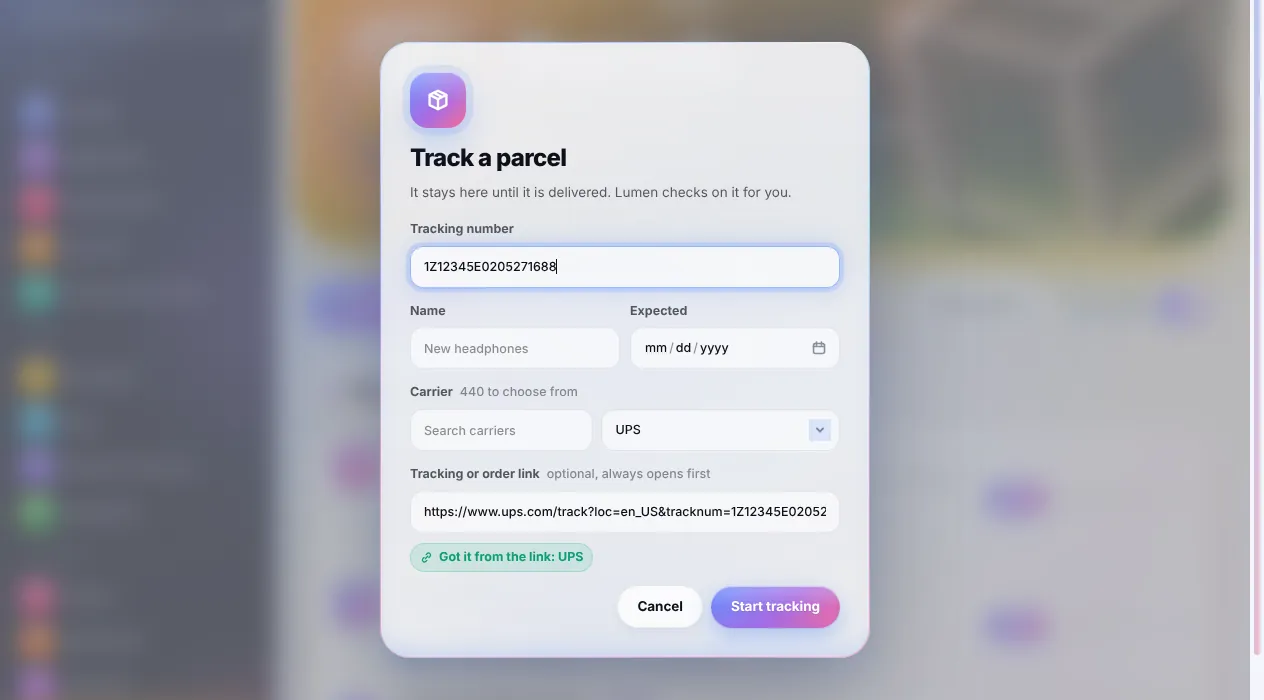 Track a parcel
It stays here until it is delivered. Lumen checks on it for you.
Tracking number
1Z12345E0205271688
Name
Expected
New headphones
mm/dd/yyyy
Carrier 440 to choose from
Search carriers
UPS
Tracking or order link optional, always opens first
https://www.ups.com/track?loc=en_US&tracknum=1Z12345E02052
Got it from the link: UPS
Cancel
Start tracking